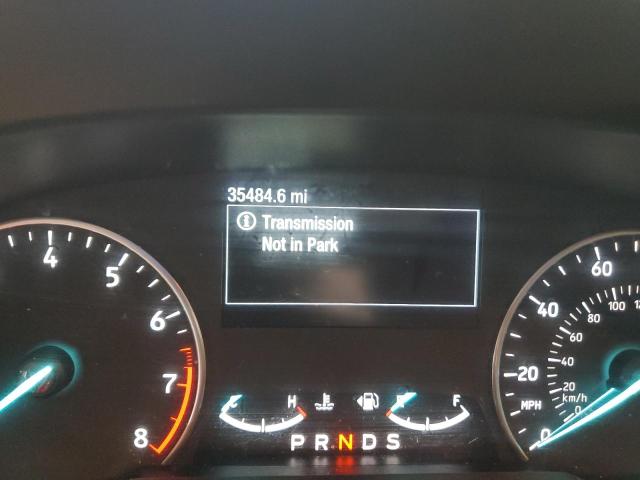 35484.6 mi
Transmission
Not in Park
4 5 6 7 8
60
40
20
MPH
0
100
80
60
40
20
km/h
0
C H
E F
PRNDS